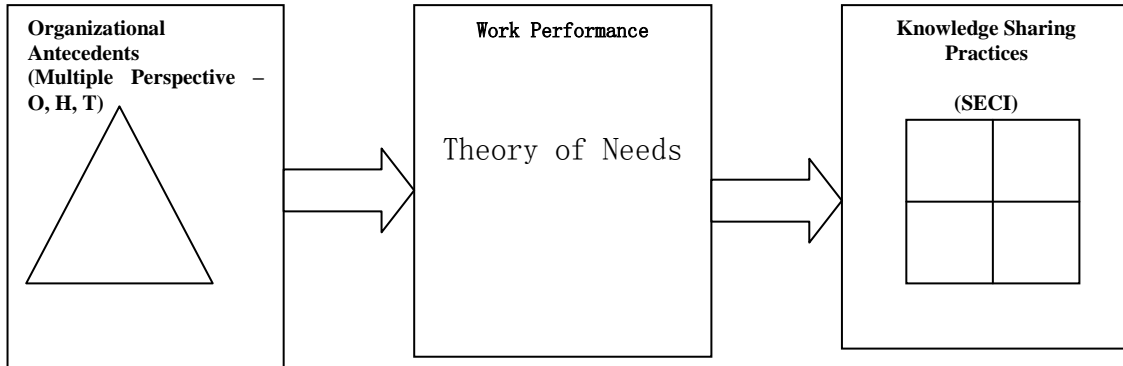 Organizational
Antecedents
(Multiple Perspective –
O, H, T)
Work Performance
Theory of Needs
Knowledge Sharing
Practices
(SECI)